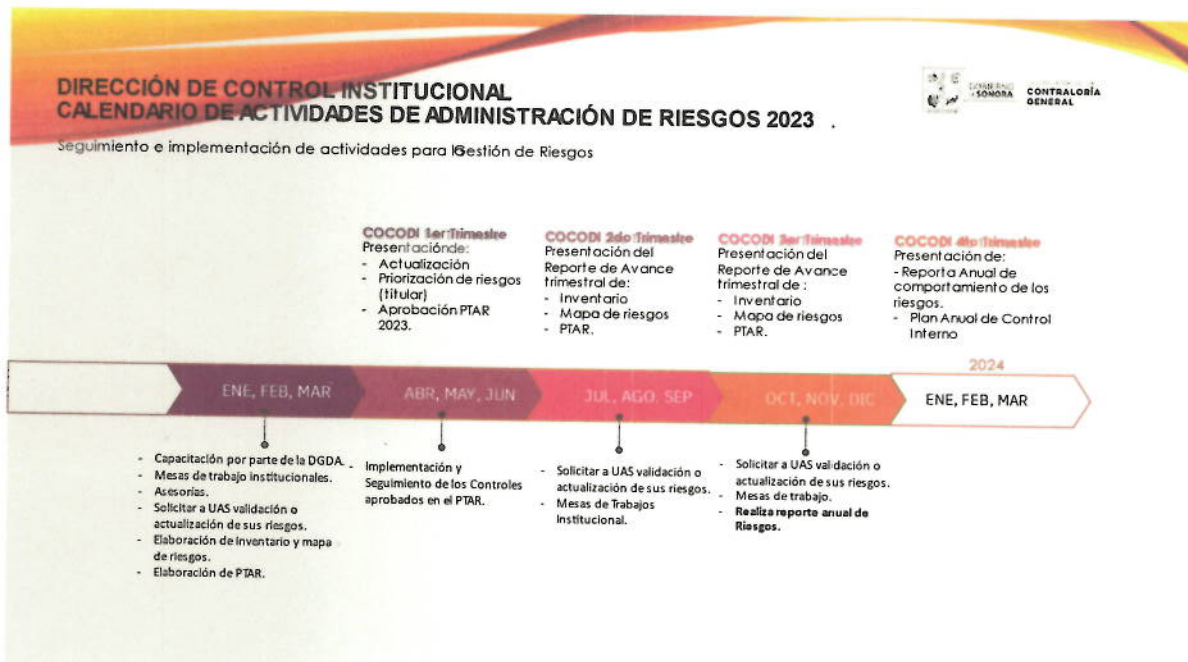 DIRECCIÓN DE CONTROL INSTITUCIONAL
CALENDARIO DE ACTIVIDADES DE ADMINISTRACIÓN DE RIESGOS 2023 .
GOBIERNO
DE SONORA
CONTRALORÍA
GENERAL
Seguimiento e implementación de actividades para Gestión de Riesgos
COCODI 1er Trimestre
Presentaciónde:
- Actualización
- Priorización de riesgos
(titular)
- Aprobación PTAR
2023.
COCODI 2do Trimestre
Presentación del
Reporte de Avance
trimestral de:
- Inventario
- Mapa de riesgos
- PTAR.
COCODI 3er Trimestre
Presentación del
Reporte de Avance
trimestral de :
- Inventario
- Mapa de riesgos
- PTAR.
COCODI 4to Trimestre
Presentación de:
- Reporta Anual de
comportamiento de los
riesgos.
- Plan Anual de Control
Interno
2024
ENE, FEB, MAR
ABR, MAY, JUN
JUL, AGO, SEP
OCT, NOV, DIC
ENE, FEB, MAR
- Capacitación por parte de la DGDA.
- Mesas de trabajo institucionales.
- Asesorías.
- Solicitar a UAS validación o
actualización de sus riesgos.
- Elaboración de Inventario y mapa
de riesgos.
- Elaboración de PTAR.
- Implementación y
Seguimiento de los Controles
aprobados en el PTAR.
- Solicitar a UAS validación o
actualización de sus riesgos.
- Mesas de Trabajos
Institucional.
- Solicitar a UAS validación o
actualización de sus riesgos.
- Mesas de trabajo.
- Realiza reporte anual de
Riesgos.